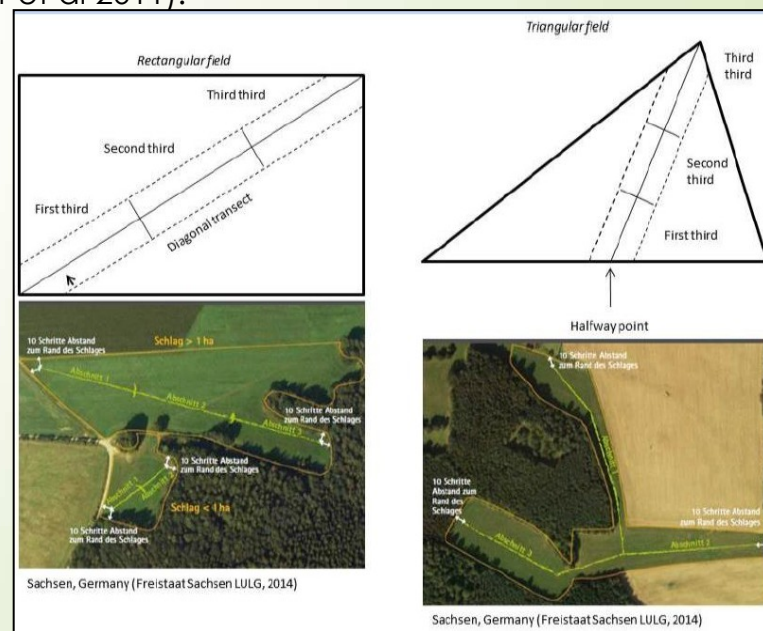 et al 2011).
Rectangular field
Third third
Second third
First third
Diagonal transect
Triangular field
Third
third
Second
third
First third
Halfway point
10 Schritte Abstand
zum Rand des Schlages
Schlag > 1 ha
Abschnitt 1
Abschnitt 2
Abschnitt 3
10 Schritte Abstand
zum Rand des Schlages
10 Schritte Abstand
zum Rand des Schlages
Abschnitt 1
Abschnitt 2
Schlag < 1 ha
10 Schritte Abstand
zum Rand des Schlages
Sachsen, Germany (Freistaat Sachsen LULG, 2014)
10 Schritte Abstand
zum Rand des Schlages
10 Schritte
Abstand zum
Rand des
Schlages
Abschnitt 3
10 Schritte Abstand
zum Rand des Schlages
Abschnitt 2
Sachsen, Germany (Freistaat Sachsen LULG, 2014)